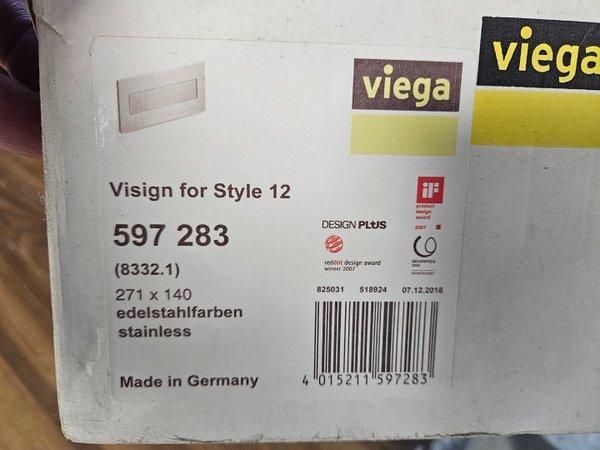 viega
viega
Visign for Style 12
597 283
(8332.1)
271 x 140
edelstahlfarben
stainless
Made in Germany
iF
product
design
award
2007
DESIGN PLUS
reddot design award
winner 2007
825031 518924 07.12.2016
4 015211 597283